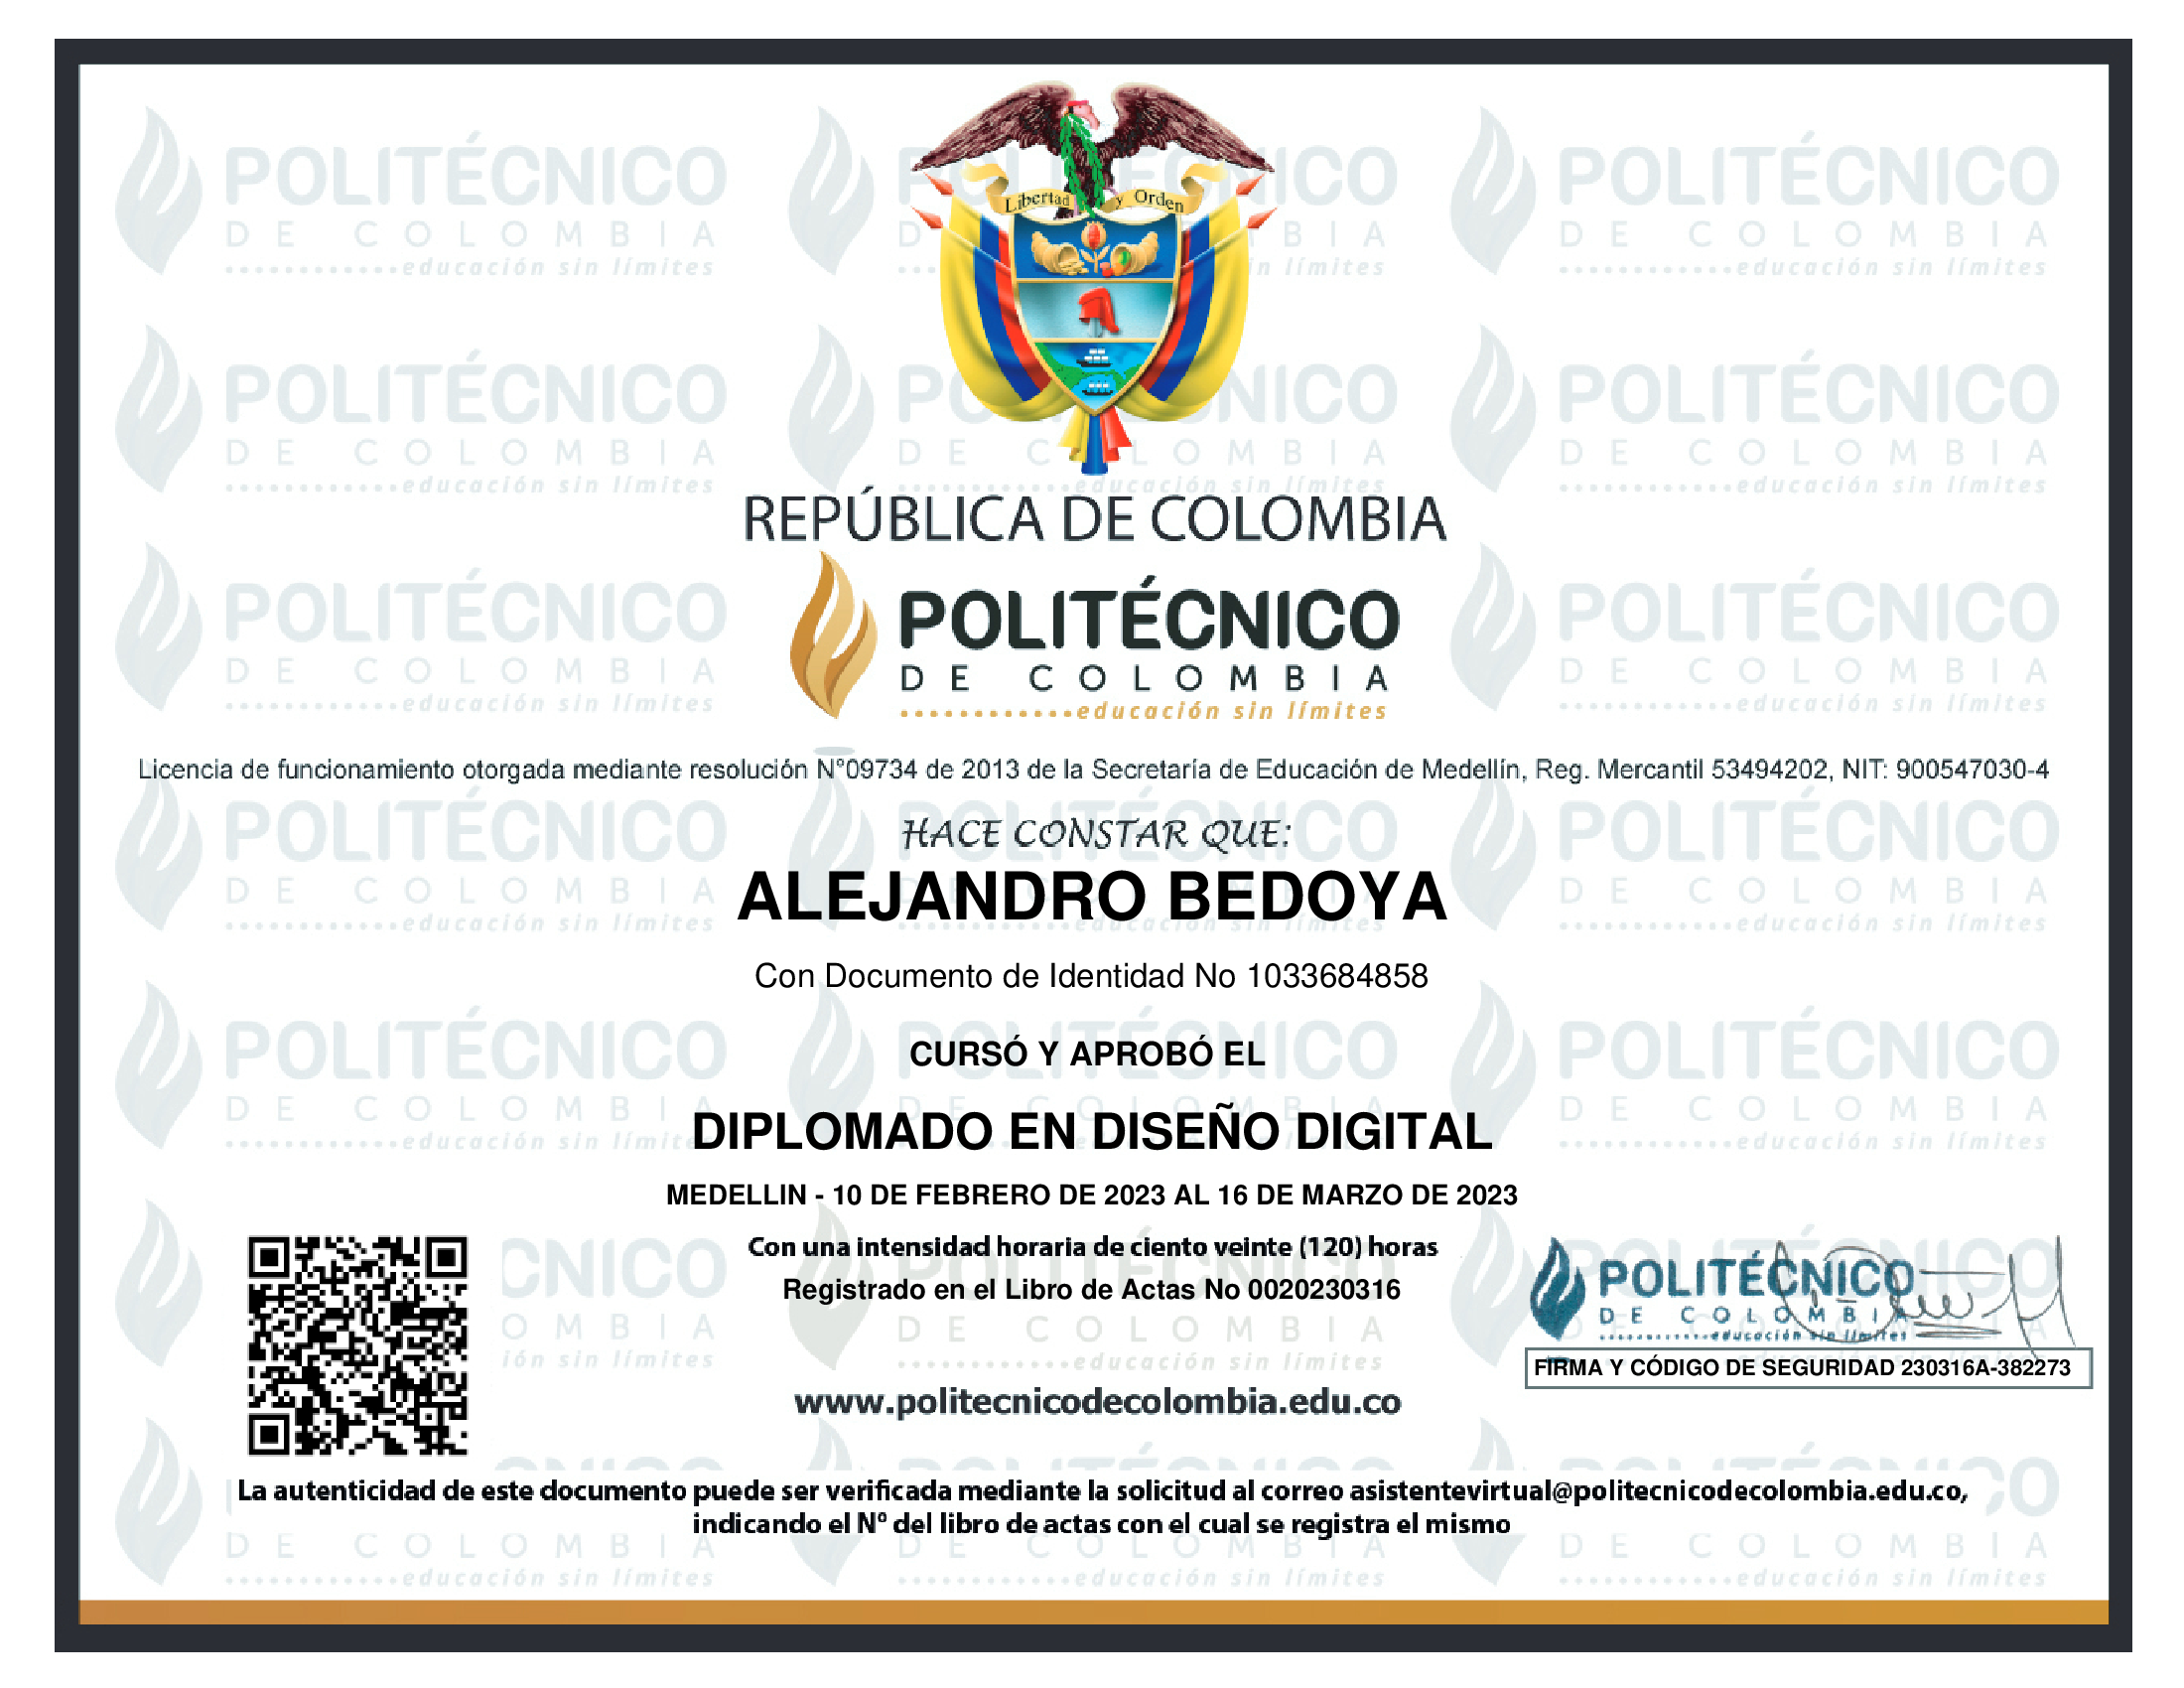 Libertad y Orden
REPÚBLICA DE COLOMBIA
POLITÉCNICO
DE COLOMBIA
educación sin límites
Licencia de funcionamiento otorgada mediante resolución N°09734 de 2013 de la Secretaría de Educación de Medellín, Reg. Mercantil 53494202, NIT: 900547030-4
HACE CONSTAR QUE:
ALEJANDRO BEDOYA
Con Documento de Identidad No 1033684858
CURSÓ Y APROBÓ EL
DIPLOMADO EN DISEÑO DIGITAL
MEDELLIN - 10 DE FEBRERO DE 2023 AL 16 DE MARZO DE 2023
Con una intensidad horaria de ciento veinte (120) horas
Registrado en el Libro de Actas No 0020230316
POLITÉCNICO
DE COLOMBIA
educación sin límites
FIRMA Y CÓDIGO DE SEGURIDAD 230316A-382273
www.politecnicodecolombia.edu.co
La autenticidad de este documento puede ser verificada mediante la solicitud al correo asistentevirtual@politecnicodecolombia.edu.co,
indicando el Nº del libro de actas con el cual se registra el mismo